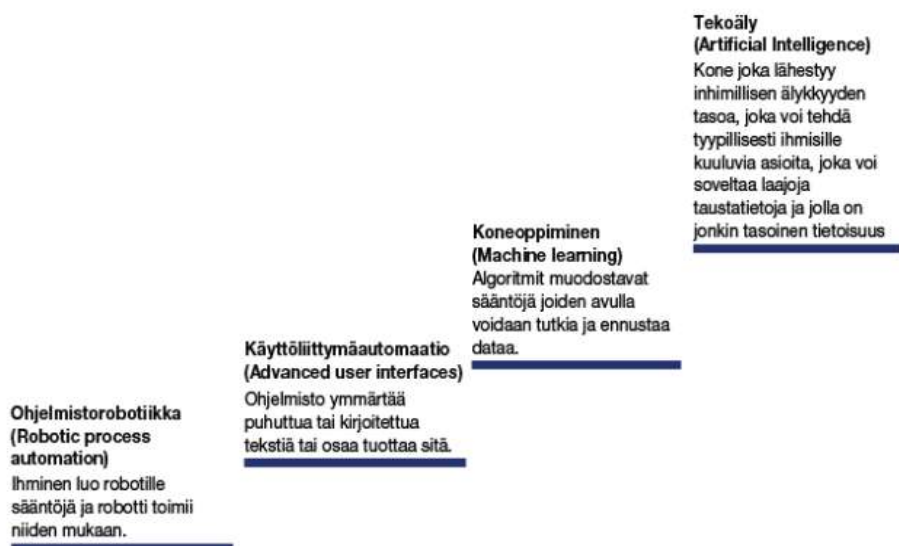 Tekoäly
(Artificial Intelligence)
Kone joka lähestyy
inhimillisen älykkyyden
tasoa, joka voi tehdä
tyypillisesti ihmisille
kuuluvia asioita, joka voi
soveltaa laajoja
taustatietoja ja jolla on
jonkin tasoinen tietoisuus
Koneoppiminen
(Machine learning)
Algoritmit muodostavat
sääntöjä joiden avulla
voidaan tutkia ja ennustaa
dataa.
Käyttöliittymäautomaatio
(Advanced user interfaces)
Ohjelmisto ymmärtää
puhuttua tai kirjoitettua
tekstiä tai osaa tuottaa sitä.
Ohjelmistorobotiikka
(Robotic process
automation)
Ihminen luo robotille
sääntöjä ja robotti toimii
niiden mukaan.